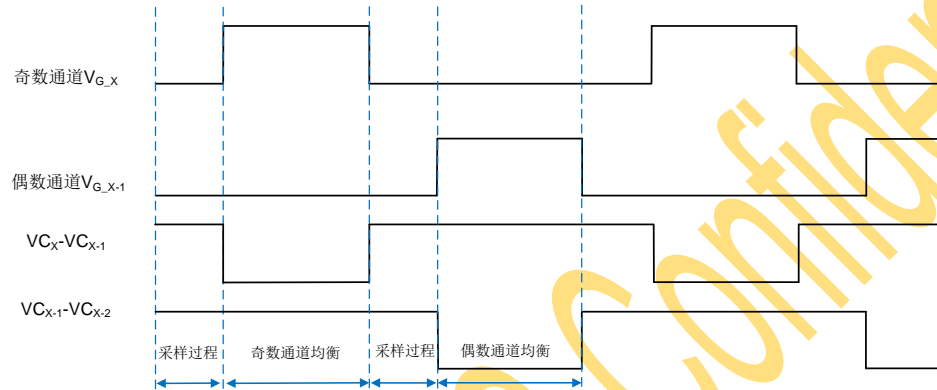 奇数通道VG_X
偶数通道VG_X-1
VCX-VCX-1
VCX-1-VCX-2
采样过程 奇数通道均衡 采样过程 偶数通道均衡
Confiden